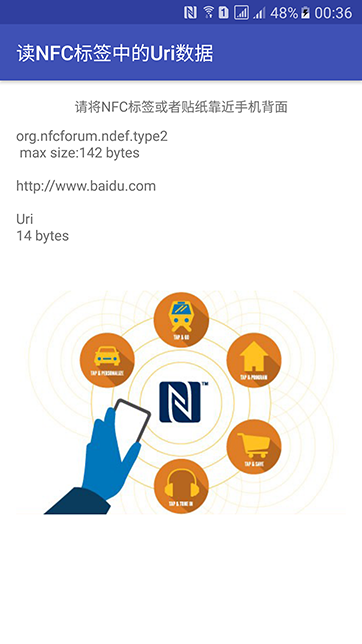 48% 00:36
读NFC标签中的Uri数据
请将NFC标签或者贴纸靠近手机背面
org.nfcforum.ndef.type2
max size:142 bytes
http://www.baidu.com
Uri
14 bytes
TAP & GO
TAP & PERSONALIZE
TAP & PROGRAM
N™
TAP & SAVE
TAP & TUNE IN